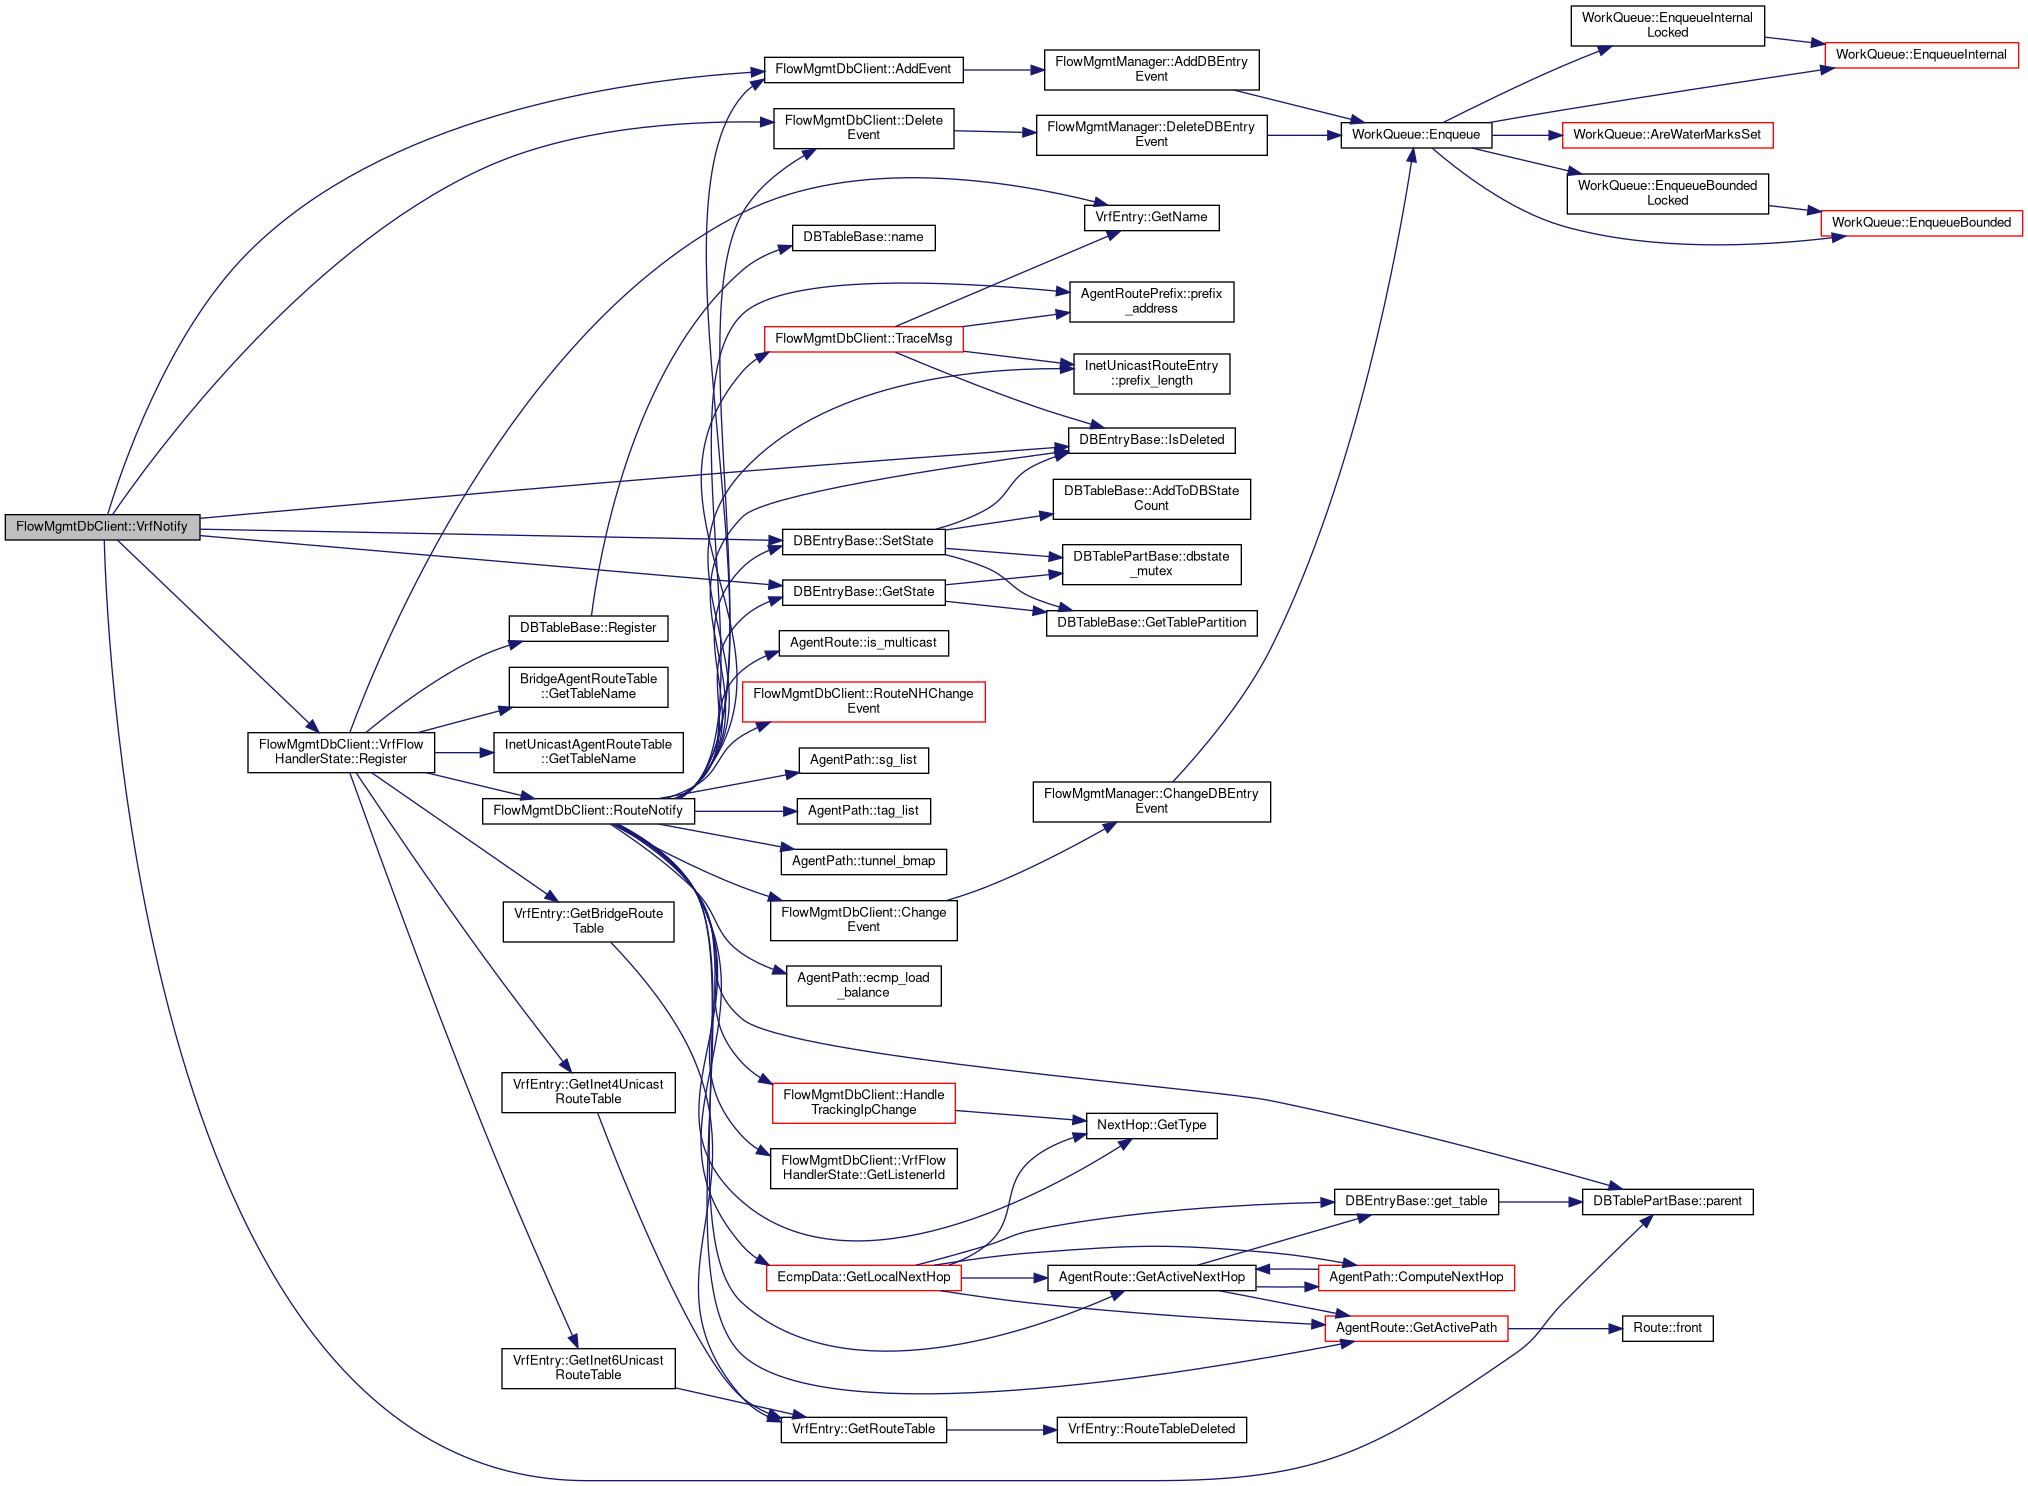 WorkQueue::EnqueueInternal
Locked
WorkQueue::EnqueueInternal
FlowMgmtDbClient::AddEvent
FlowMgmtManager::AddDBEntry
Event
FlowMgmtDbClient::Delete
Event
FlowMgmtManager::DeleteDBEntry
Event
WorkQueue::Enqueue
WorkQueue::AreWaterMarksSet
WorkQueue::EnqueueBounded
Locked
WorkQueue::EnqueueBounded
VrfEntry::GetName
DBTableBase::name
AgentRoutePrefix::prefix
_address
FlowMgmtDbClient::TraceMsg
InetUnicastRouteEntry
::prefix_length
DBEntryBase::IsDeleted
DBTableBase::AddToDBState
Count
FlowMgmtDbClient::VrfNotify
DBEntryBase::SetState
DBTablePartBase::dbstate
_mutex
DBEntryBase::GetState
DBTableBase::GetTablePartition
DBTableBase::Register
AgentRoute::is_multicast
BridgeAgentRouteTable
::GetTableName
FlowMgmtDbClient::RouteNHChange
Event
FlowMgmtDbClient::VrfFlow
HandlerState::Register
InetUnicastAgentRouteTable
::GetTableName
AgentPath::sg_list
FlowMgmtDbClient::RouteNotify
AgentPath::tag_list
FlowMgmtManager::ChangeDBEntry
Event
AgentPath::tunnel_bmap
VrfEntry::GetBridgeRoute
Table
FlowMgmtDbClient::Change
Event
AgentPath::ecmp_load
_balance
VrfEntry::GetInet4Unicast
RouteTable
FlowMgmtDbClient::Handle
TrackingIpChange
NextHop::GetType
FlowMgmtDbClient::VrfFlow
HandlerState::GetListenerId
DBEntryBase::get_table
DBTablePartBase::parent
EcmpData::GetLocalNextHop
AgentRoute::GetActiveNextHop
AgentPath::ComputeNextHop
AgentRoute::GetActivePath
Route::front
VrfEntry::GetInet6Unicast
RouteTable
VrfEntry::GetRouteTable
VrfEntry::RouteTableDeleted